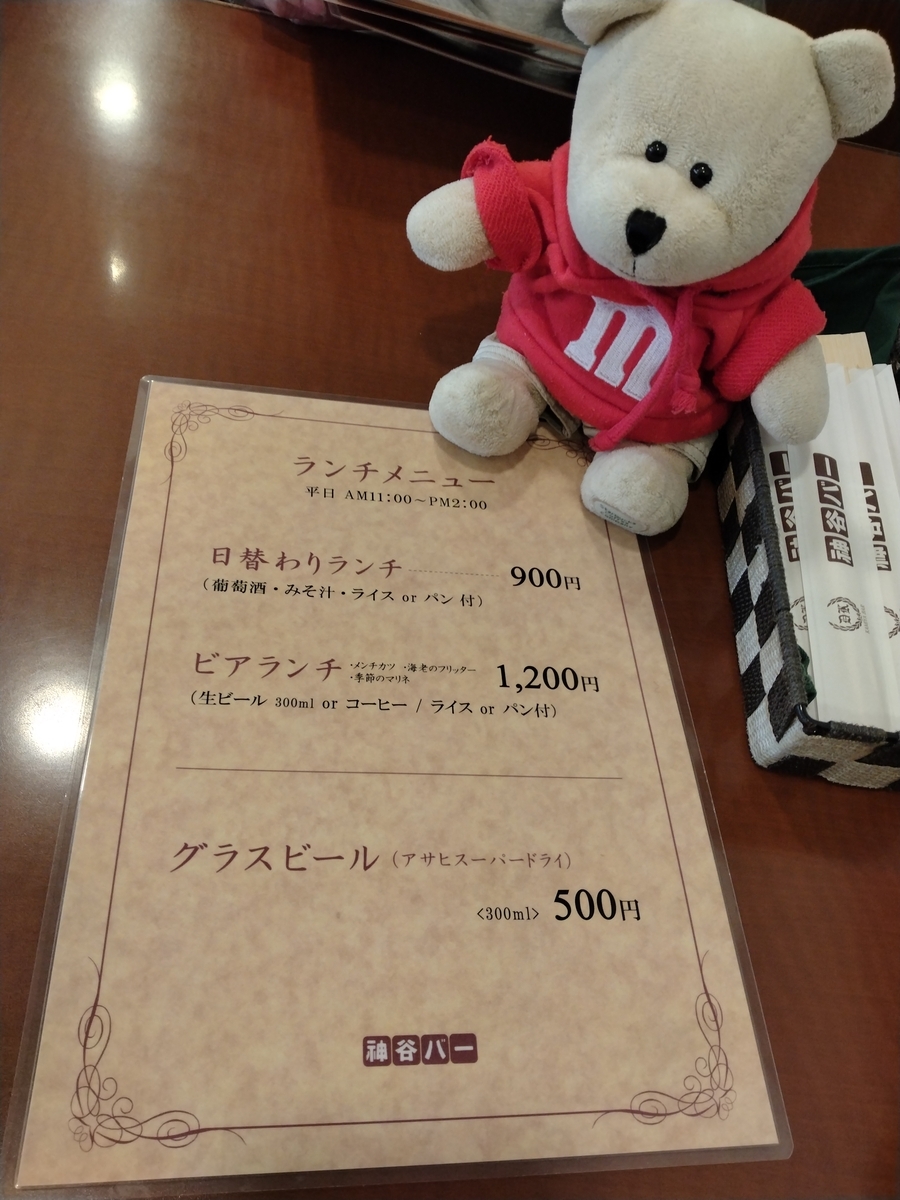 ランチメニュー
平日 AM11:00～PM2:00
日替わりランチ 900円
(葡萄酒・みそ汁・ライス or パン 付)
ビアランチ ・メンチカツ ・海老のフリッター 1,200円
・季節のマリネ
(生ビール 300ml or コーヒー / ライス or パン付)
グラスビール (アサヒスーパードライ)
<300ml> 500円
神谷バー
m
神谷バー
神谷バー